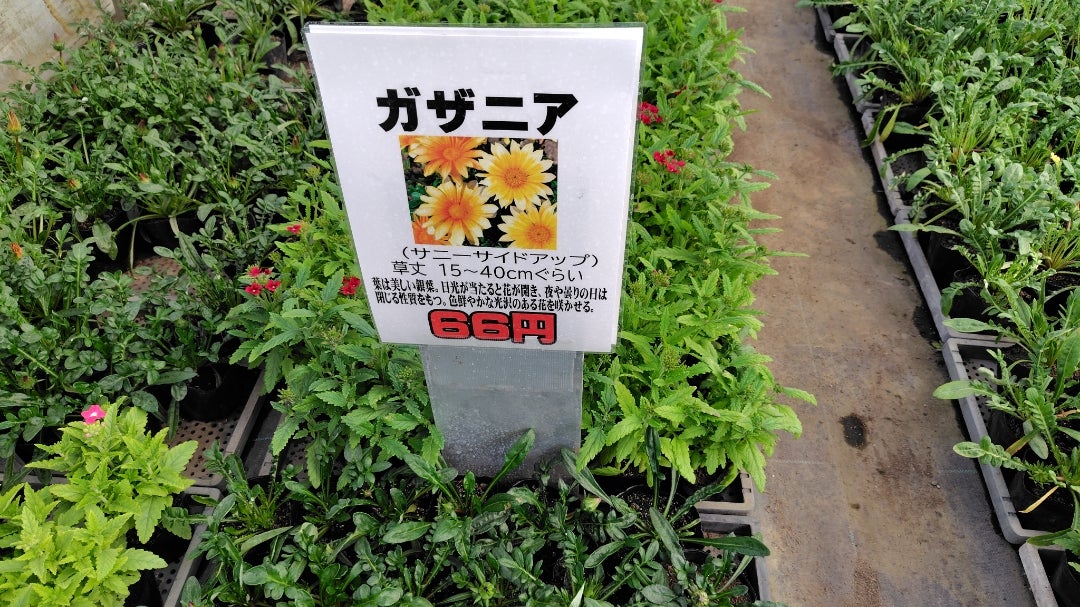 ガザニア
（サニーサイドアップ）
草丈 15～40cmぐらい
葉は美しい銀葉。日光が当たると花が開き、夜や曇りの日は
閉じる性質をもつ。色鮮やかな光沢のある花を咲かせる。
66円